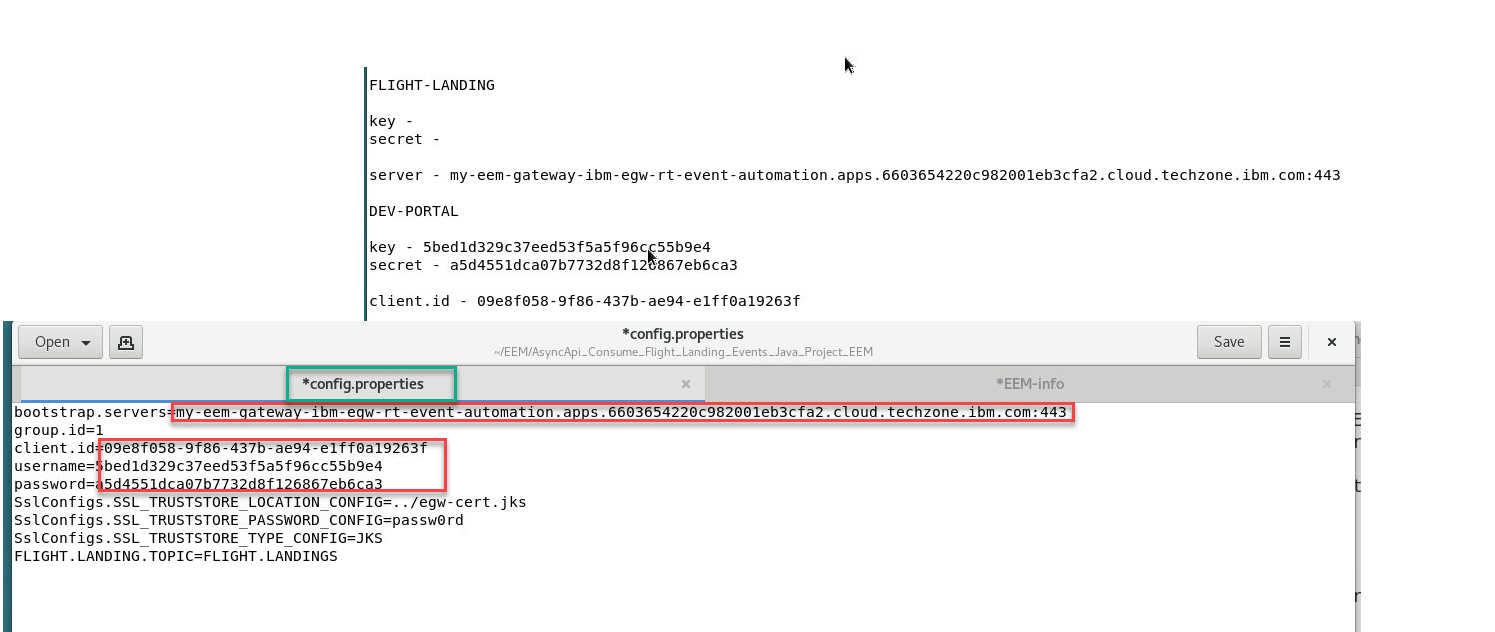 FLIGHT-LANDING
key -
secret -
server - my-eem-gateway-ibm-egw-rt-event-automation.apps.6603654220c982001eb3cfa2.cloud.techzone.ibm.com:443
DEV-PORTAL
key - 5bed1d329c37eed53f5a5f96cc55b9e4
secret - a5d4551dca07b7732d8f126867eb6ca3
client.id - 09e8f058-9f86-437b-ae94-e1ff0a19263f
Open
*config.properties
~/EEM/AsyncApi_Consume_Flight_Landing_Events_Java_Project_EEM
Save
*config.properties
*EEM-info
bootstrap.servers=my-eem-gateway-ibm-egw-rt-event-automation.apps.6603654220c982001eb3cfa2.cloud.techzone.ibm.com:443
group.id=1
client.id=09e8f058-9f86-437b-ae94-e1ff0a19263f
username=5bed1d329c37eed53f5a5f96cc55b9e4
password=a5d4551dca07b7732d8f126867eb6ca3
SslConfigs.SSL_TRUSTSTORE_LOCATION_CONFIG=../egw-cert.jks
SslConfigs.SSL_TRUSTSTORE_PASSWORD_CONFIG=passw0rd
SslConfigs.SSL_TRUSTSTORE_TYPE_CONFIG=JKS
FLIGHT.LANDING.TOPIC=FLIGHT.LANDINGS